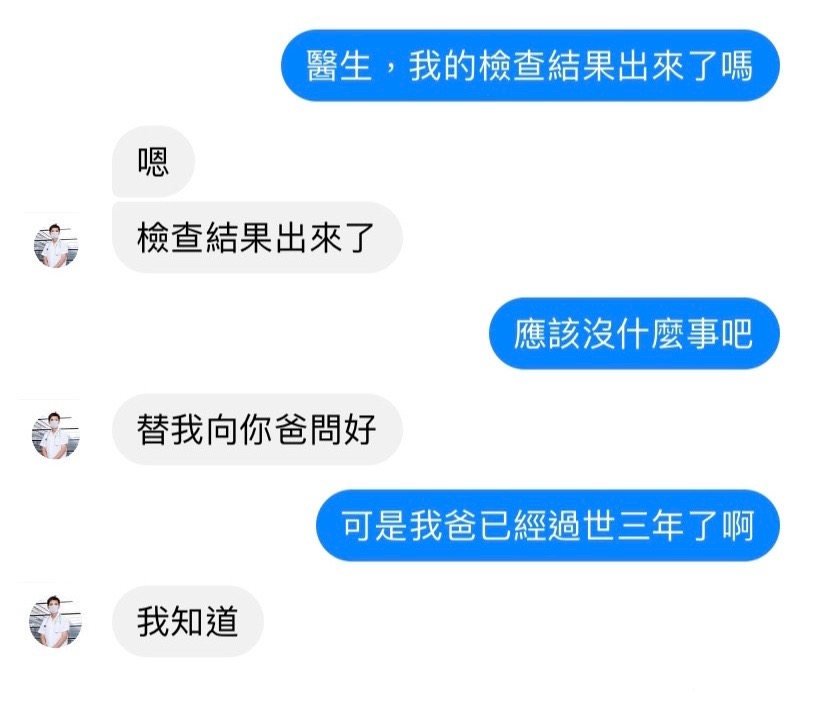 醫生，我的檢查結果出來了嗎
嗯
檢查結果出來了
應該沒什麼事吧
替我向你爸問好
可是我爸已經過世三年了啊
我知道